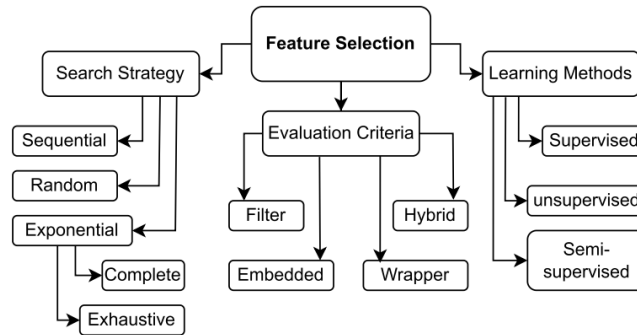 Feature Selection
Search Strategy
Learning Methods
Evaluation Criteria
Sequential
Random
Exponential
Complete
Exhaustive
Filter
Hybrid
Embedded
Wrapper
Supervised
unsupervised
Semi-
supervised